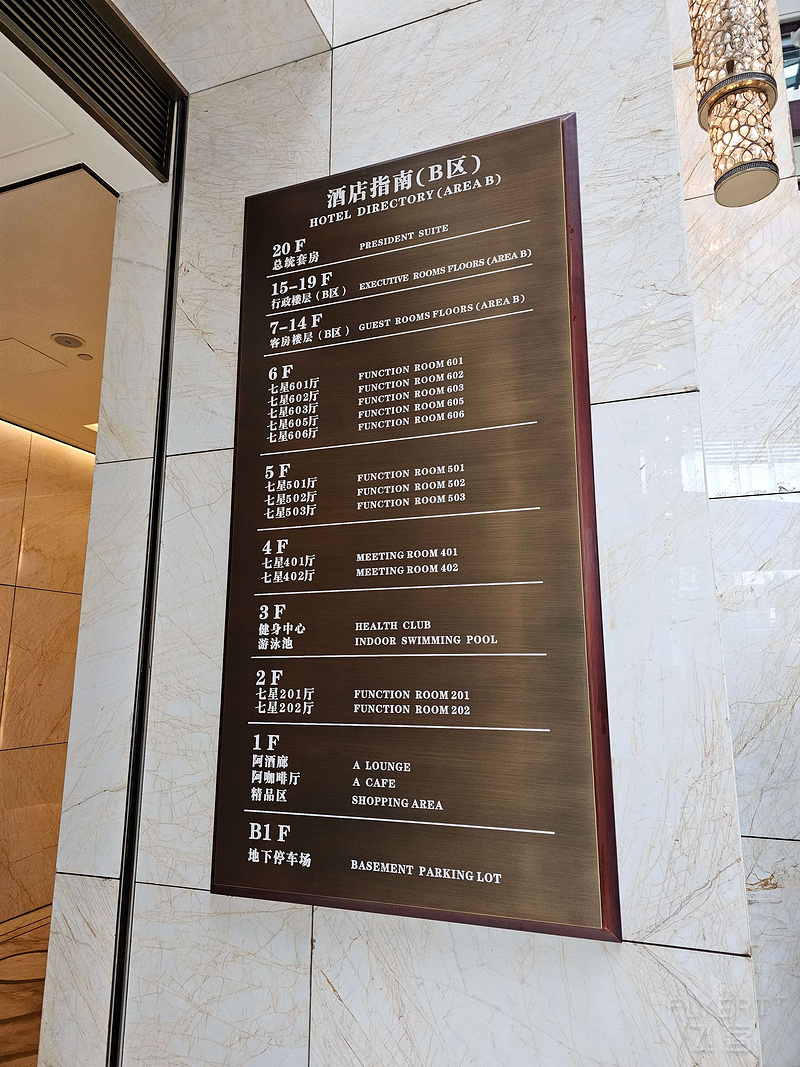 酒店指南(B区)
HOTEL DIRECTORY(AREA B)
20 F
总统套房 PRESIDENT SUITE
15-19 F
行政楼层(B区) EXECUTIVE ROOMS FLOORS (AREA B)
7-14 F
客房楼层(B区) GUEST ROOMS FLOORS (AREA B)
6 F
七星601厅 FUNCTION ROOM 601
七星602厅 FUNCTION ROOM 602
七星603厅 FUNCTION ROOM 603
七星605厅 FUNCTION ROOM 605
七星606厅 FUNCTION ROOM 606
5 F
七星501厅 FUNCTION ROOM 501
七星502厅 FUNCTION ROOM 502
七星503厅 FUNCTION ROOM 503
4 F
七星401厅 MEETING ROOM 401
七星402厅 MEETING ROOM 402
3 F
健身中心 HEALTH CLUB
游泳池 INDOOR SWIMMING POOL
2 F
七星201厅 FUNCTION ROOM 201
七星202厅 FUNCTION ROOM 202
1 F
阿酒廊 A LOUNGE
阿咖啡厅 A CAFE
精品区 SHOPPING AREA
B1 F
地下停车场 BASEMENT PARKING LOT